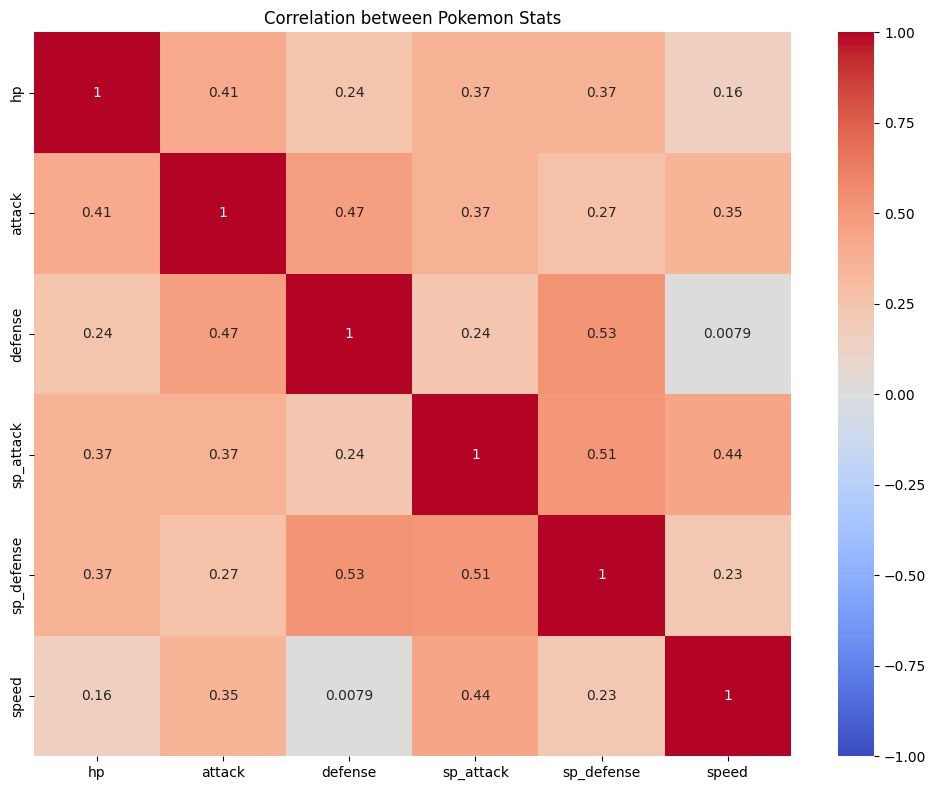 Correlation between Pokemon Stats
hp 1 0.41 0.24 0.37 0.37 0.16
attack 0.41 1 0.47 0.37 0.27 0.35
defense 0.24 0.47 1 0.24 0.53 0.0079
sp_attack 0.37 0.37 0.24 1 0.51 0.44
sp_defense 0.37 0.27 0.53 0.51 1 0.23
speed 0.16 0.35 0.0079 0.44 0.23 1
hp attack defense sp_attack sp_defense speed
1.00
0.75
0.50
0.25
0.00
−0.25
−0.50
−0.75
−1.00